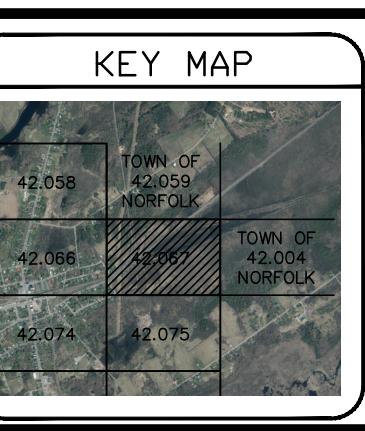 KEY MAP
TOWN OF
42.058 42.059
NORFOLK
TOWN OF
42.066 42.067 42.004
NORFOLK
42.074 42.075